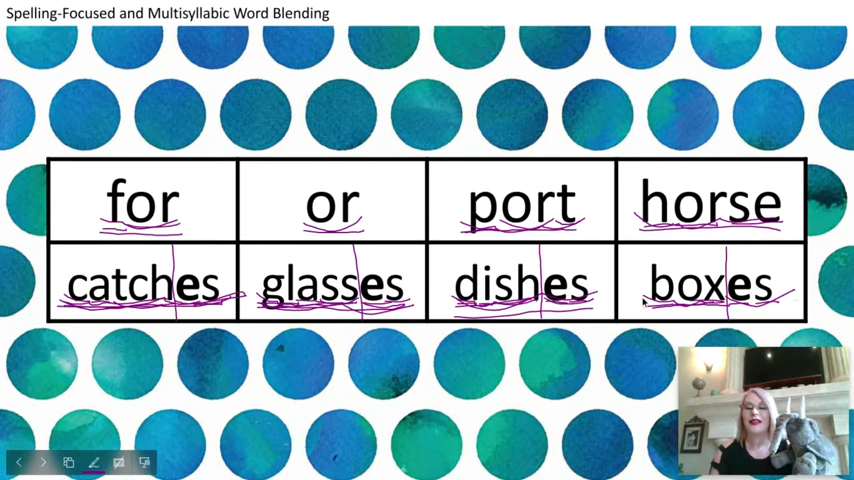 Spelling-Focused and Multisyllabic Word Blending
for or port horse
catches glasses dishes boxes